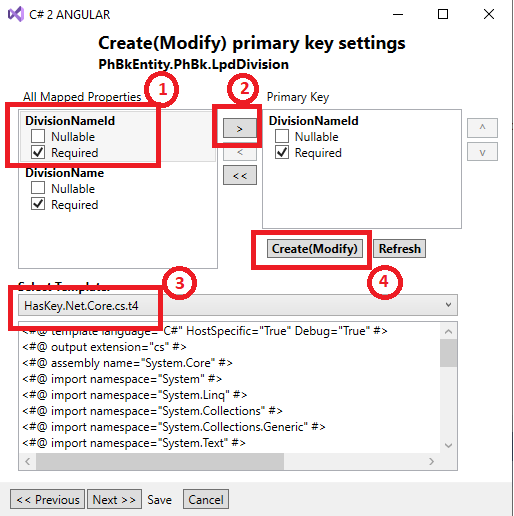 C# 2 ANGULAR
Create(Modify) primary key settings
PhBkEntity.PhBk.LpdDivision
All Mapped Properties
1
DivisionNameId
Nullable
Required
DivisionName
Nullable
Required
2
>
<
<<
Primary Key
DivisionNameId
Nullable
Required
^
v
Create(Modify)
Refresh
4
Select Template:
3
HasKey.Net.Core.cs.t4
<#@ template language="C#" HostSpecific="True" Debug="True" #>
<#@ output extension="cs" #>
<#@ assembly name="System.Core" #>
<#@ import namespace="System" #>
<#@ import namespace="System.Linq" #>
<#@ import namespace="System.Collections" #>
<#@ import namespace="System.Collections.Generic" #>
<#@ import namespace="System.Text" #>
<< Previous
Next >>
Save
Cancel